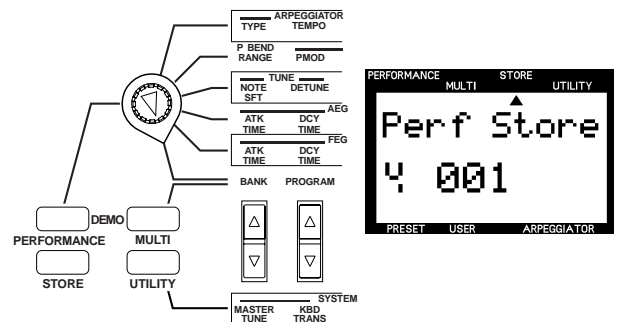 ARPEGGIATOR
TYPE TEMPO
P BEND
RANGE PMOD
TUNE
NOTE DETUNE
SFT
AEG
ATK DCY
TIME TIME
FEG
ATK DCY
TIME TIME
BANK PROGRAM
DEMO
PERFORMANCE MULTI
STORE UTILITY
SYSTEM
MASTER KBD
TUNE TRANS
PERFORMANCE STORE
MULTI UTILITY
Perf Store
001
PRESET USER ARPEGGIATOR